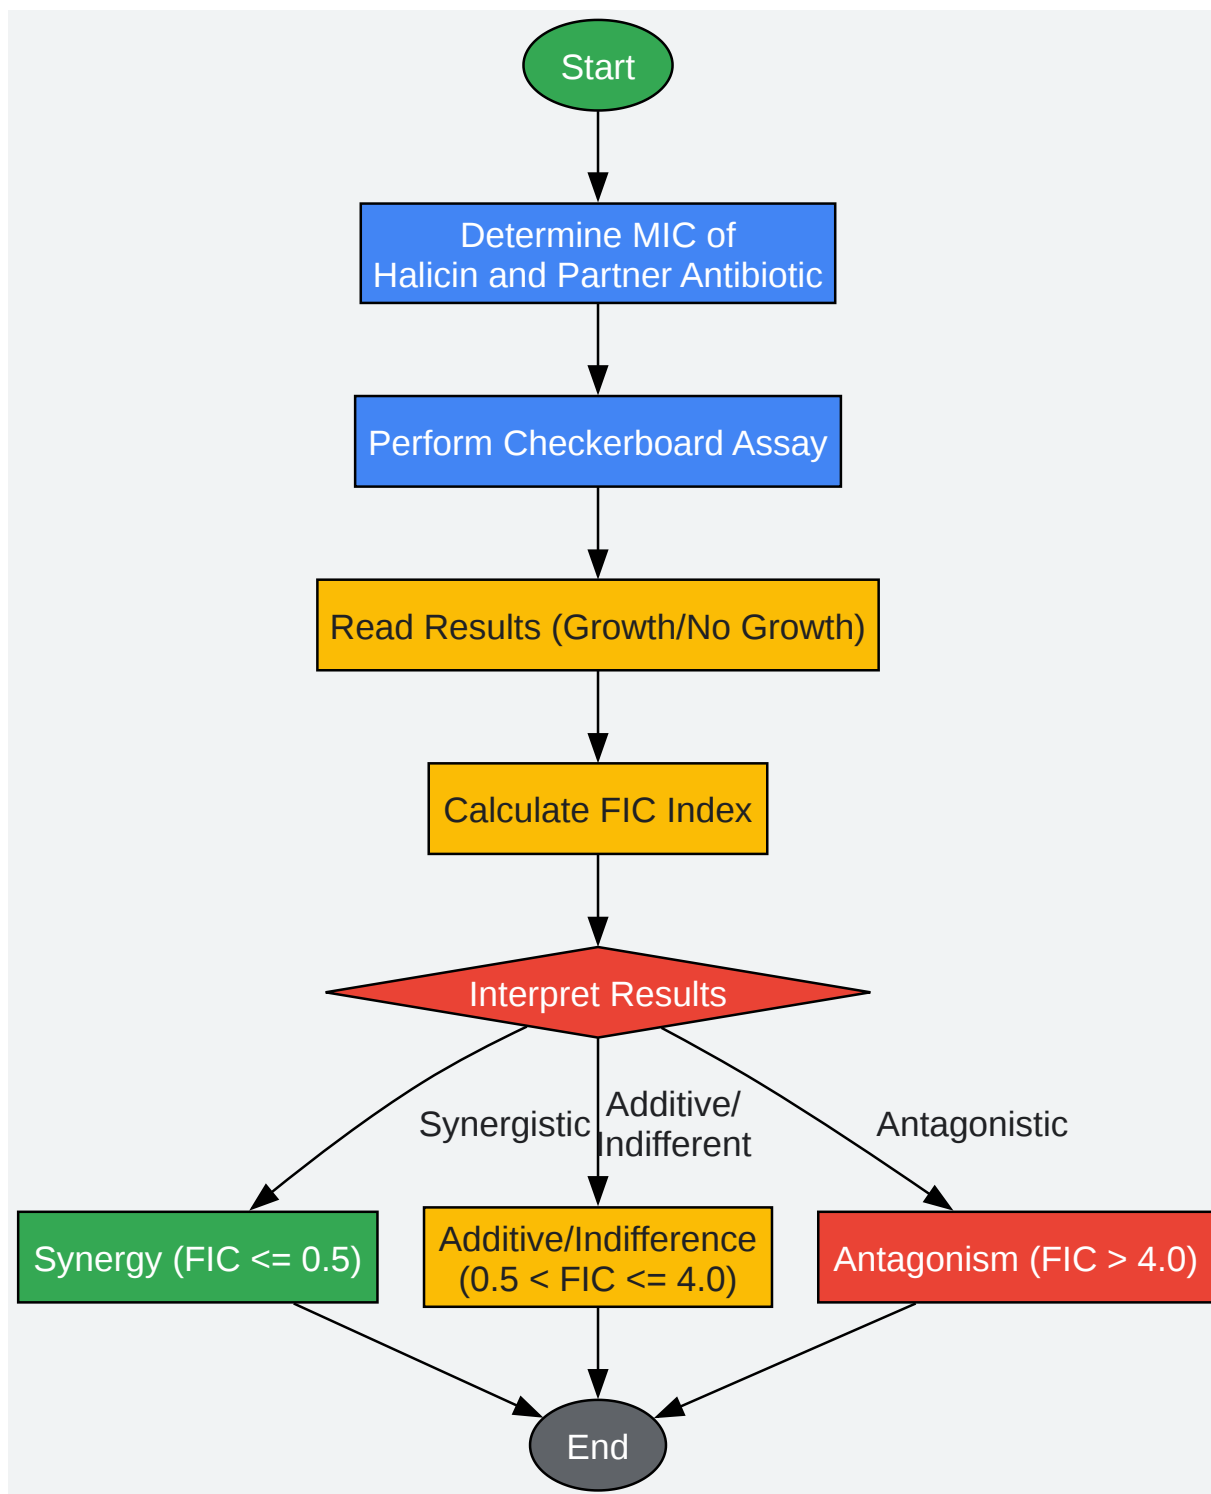 Start
Determine MIC of
Halicin and Partner Antibiotic
Perform Checkerboard Assay
Read Results (Growth/No Growth)
Calculate FIC Index
Interpret Results
Synergistic
Additive/
Indifferent
Antagonistic
Synergy (FIC <= 0.5)
Additive/Indifference
(0.5 < FIC <= 4.0)
Antagonism (FIC > 4.0)
End